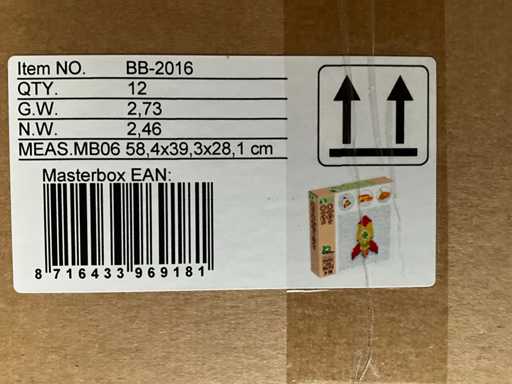 Item NO. BB-2016
QTY. 12
G.W. 2,73
N.W. 2,46
MEAS.MB06 58,4x39,3x28,1 cm
Masterbox EAN:
8 716433 969181